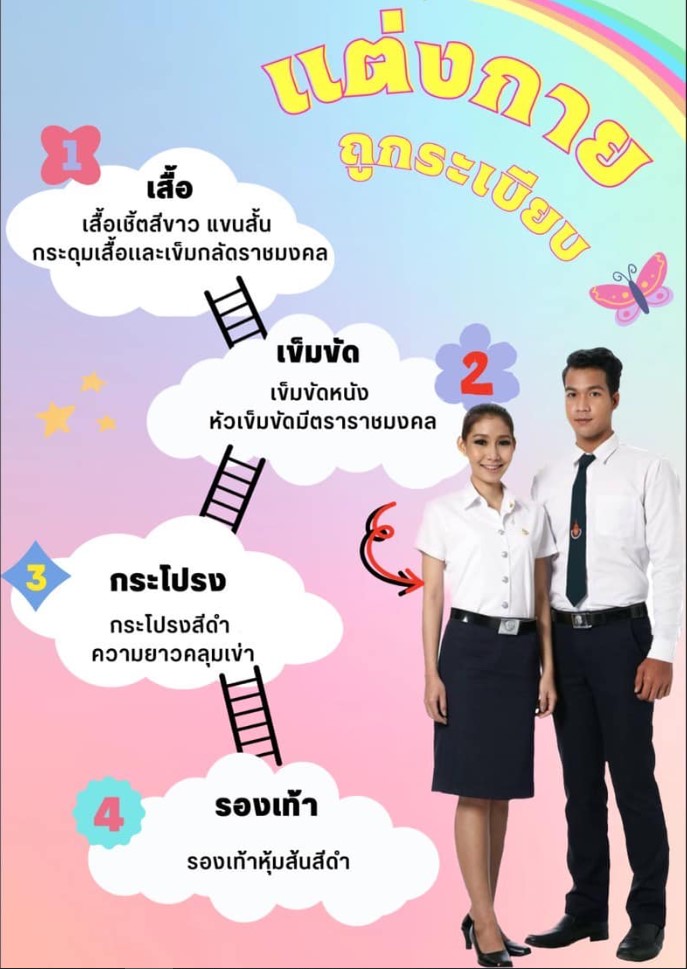 แต่งกาย
ถูกระเบียบ
1
เสื้อ
เสื้อเชิ้ตสีขาว แขนสั้น
กระดุมเสื้อและเข็มกลัดราชมงคล
2
เข็มขัด
เข็มขัดหนัง
หัวเข็มขัดมีตราราชมงคล
3
กระโปรง
กระโปรงสีดำ
ความยาวคลุมเข่า
4
รองเท้า
รองเท้าหุ้มส้นสีดำ